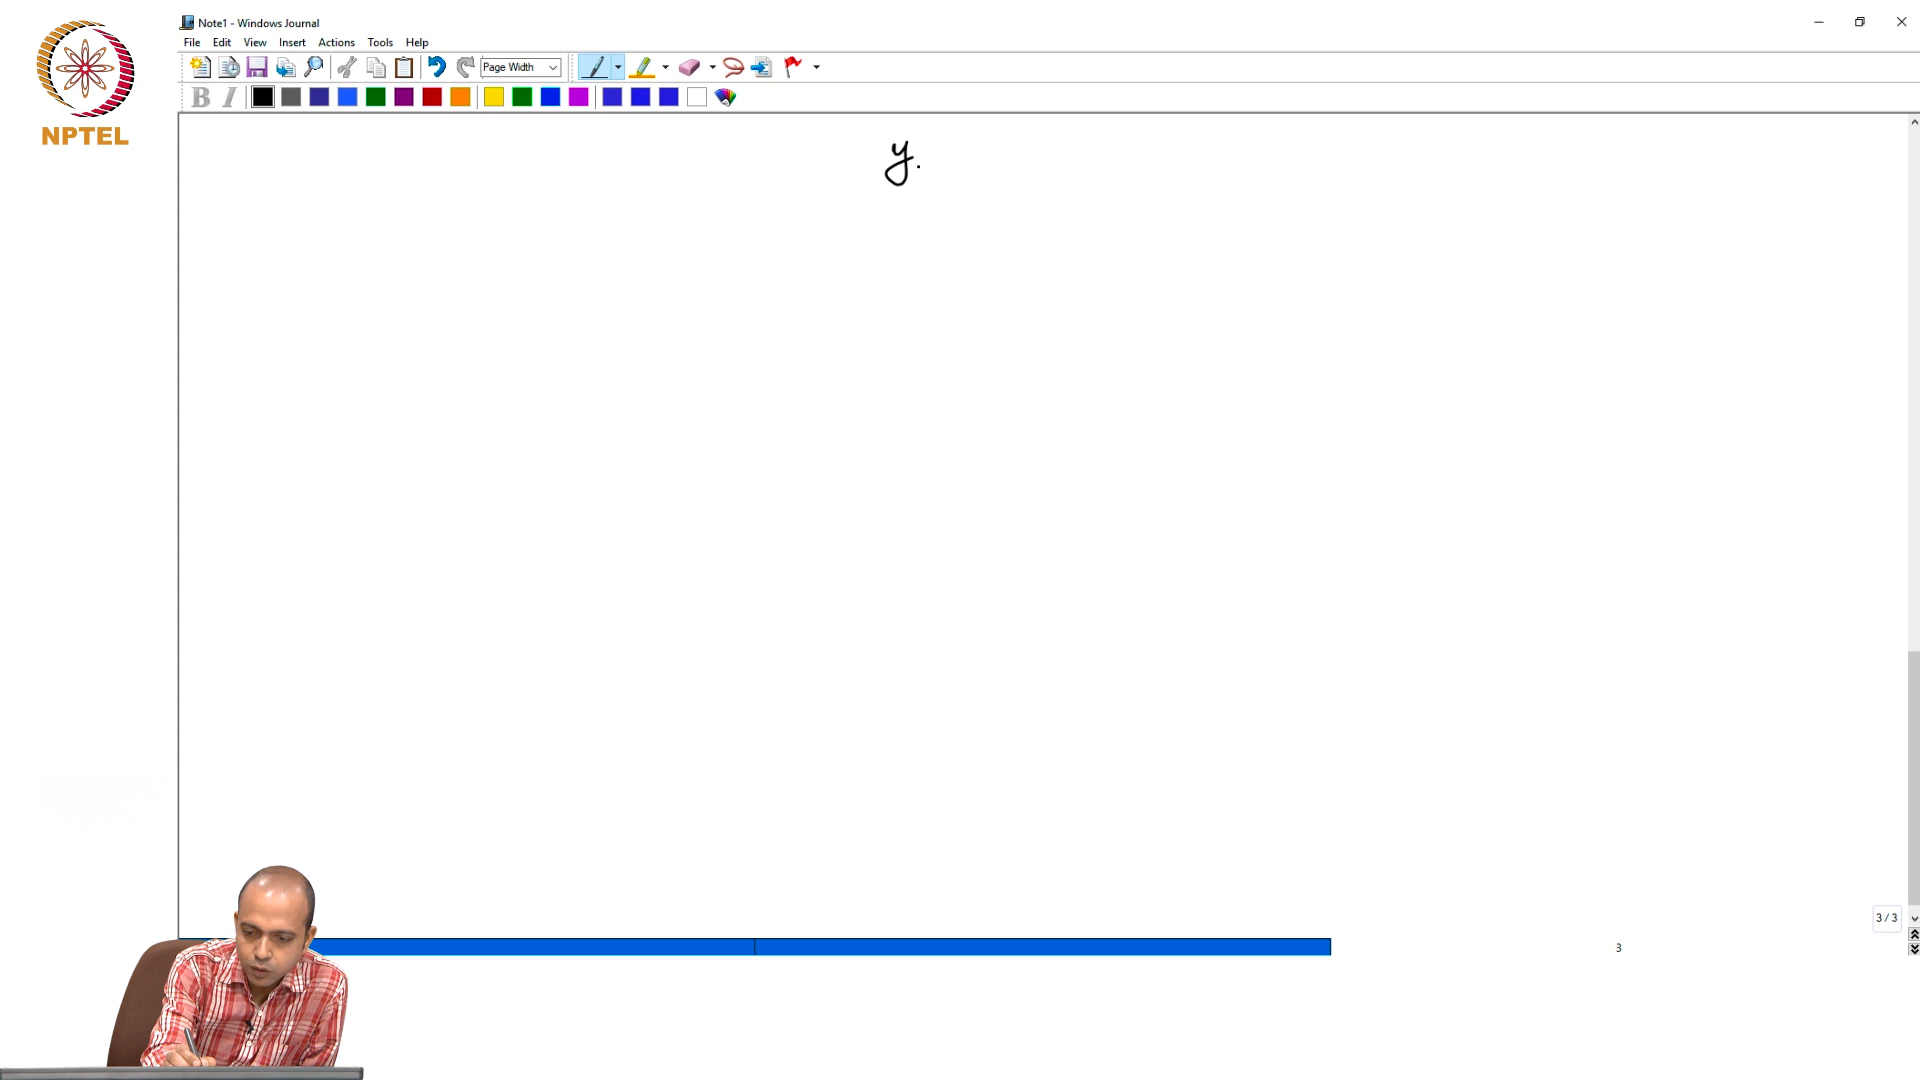 Note1 - Windows Journal
File Edit View Insert Actions Tools Help
Page Width
B I
NPTEL
y.
3 / 3
3